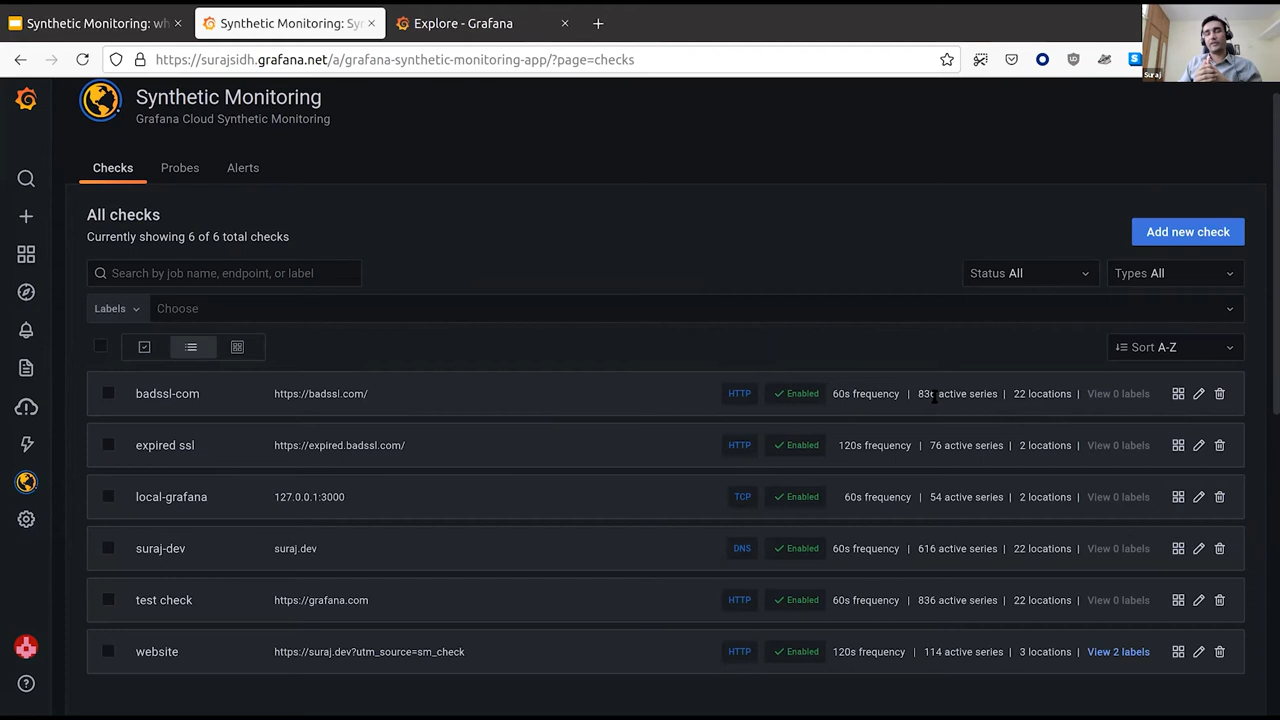 Synthetic Monitoring: wh
Synthetic Monitoring: Sy
Explore - Grafana
https://surajsidh.grafana.net/a/grafana-synthetic-monitoring-app/?page=checks
Suraj
Synthetic Monitoring
Grafana Cloud Synthetic Monitoring
Checks Probes Alerts
All checks
Currently showing 6 of 6 total checks
Add new check
Search by job name, endpoint, or label
Status All
Types All
Labels Choose
Sort A-Z
badssl-com https://badssl.com/ HTTP Enabled 60s frequency | active series | 22 locations | View 0 labels
expired ssl https://expired.badssl.com/ HTTP Enabled 120s frequency | 76 active series | 2 locations | View 0 labels
local-grafana 127.0.0.1:3000 TCP Enabled 60s frequency | 54 active series | 2 locations | View 0 labels
suraj-dev suraj.dev DNS Enabled 60s frequency | 616 active series | 22 locations | View 0 labels
test check https://grafana.com HTTP Enabled 60s frequency | 836 active series | 22 locations | View 0 labels
website https://suraj.dev?utm_source=sm_check HTTP Enabled 120s frequency | 114 active series | 3 locations | View 2 labels